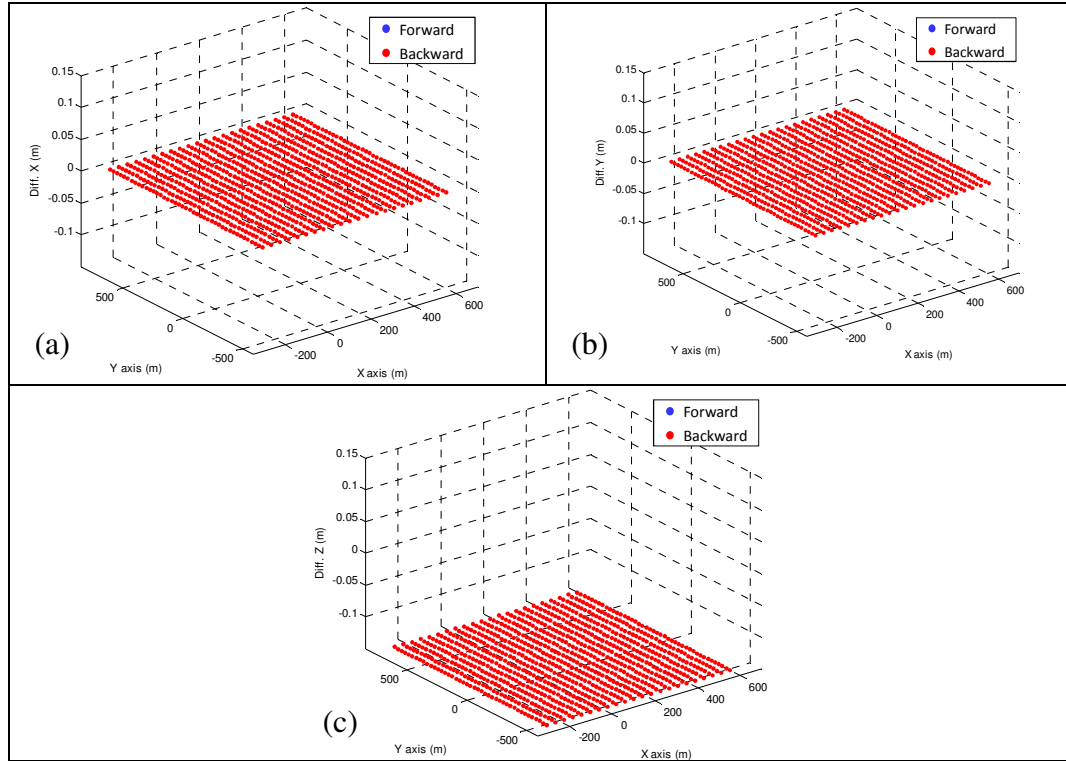 Forward
Backward
0.15
0.1
0.05
0
-0.05
-0.1
Diff. X (m)
500
0
-500
Y axis (m)
-200
0
200
400
600
X axis (m)
(a)
Forward
Backward
0.15
0.1
0.05
0
-0.05
-0.1
Diff. Y (m)
500
0
-500
Y axis (m)
-200
0
200
400
600
X axis (m)
(b)
Forward
Backward
0.15
0.1
0.05
0
-0.05
-0.1
Diff. Z (m)
500
0
-500
Y axis (m)
-200
0
200
400
600
X axis (m)
(c)